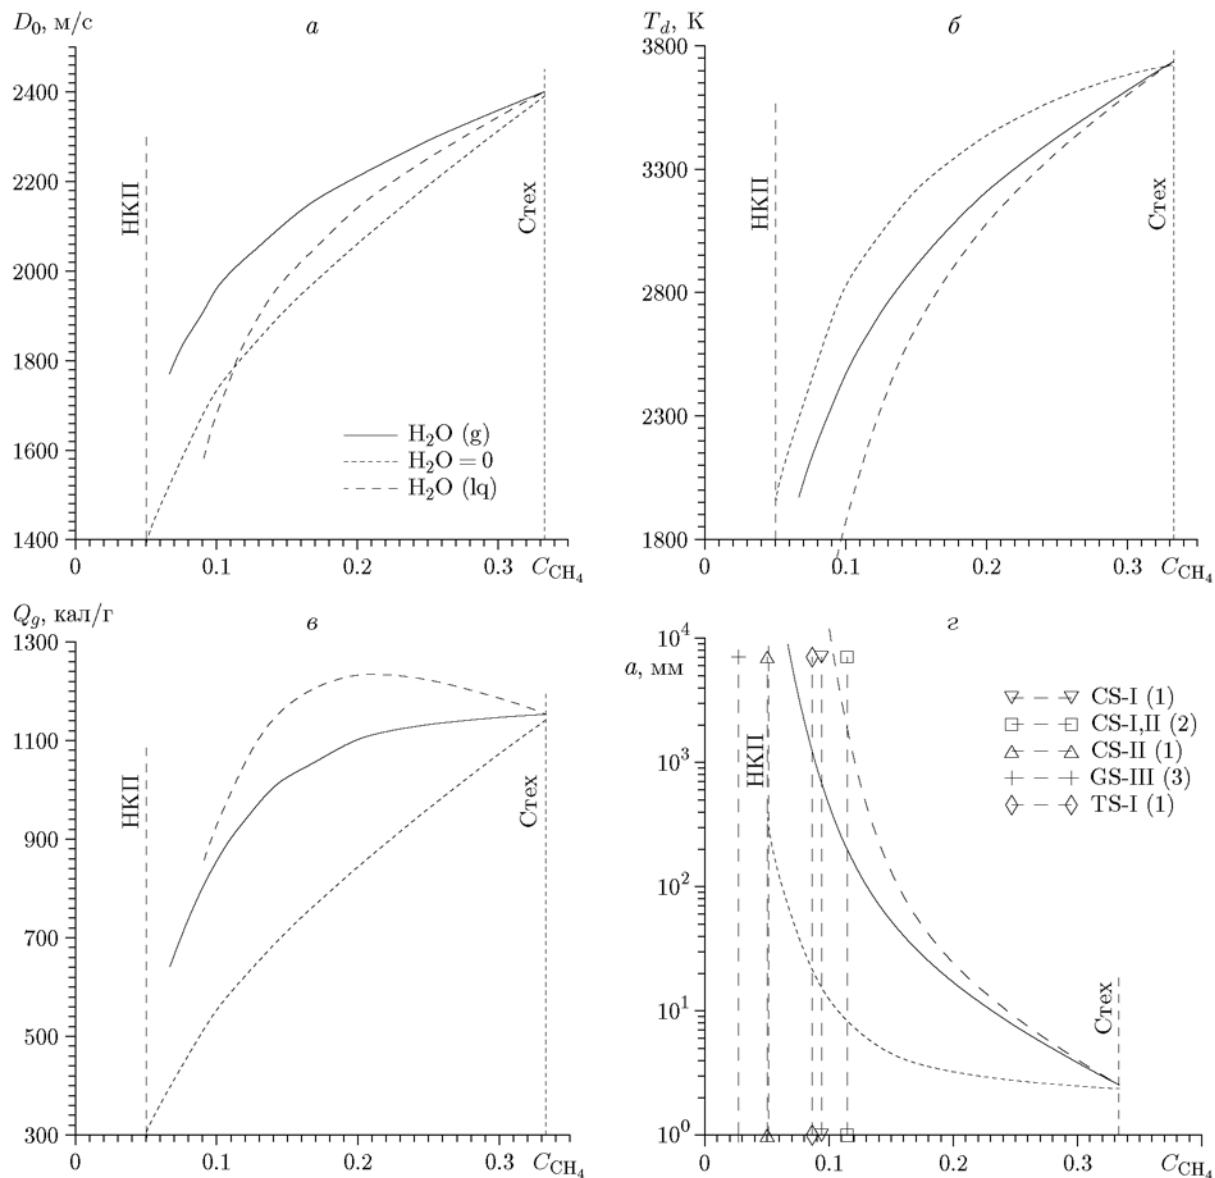 D₀, м/с
а
2400
2200
2000
1800
1600
1400
НКП
Стех
H₂O (g)
H₂O = 0
H₂O (lq)
0
0.1
0.2
0.3
C_CH₄
T_d, К
б
3800
3300
2800
2300
1800
НКП
Стех
0
0.1
0.2
0.3
C_CH₄
Q_g, кал/г
в
1300
1100
900
700
500
300
НКП
Стех
0
0.1
0.2
0.3
C_CH₄
г
a, мм
10⁴
10³
10²
10¹
10⁰
НКП
Стех
CS-I (1)
CS-I,II (2)
CS-II (1)
GS-III (3)
TS-I (1)
0
0.1
0.2
0.3
C_CH₄